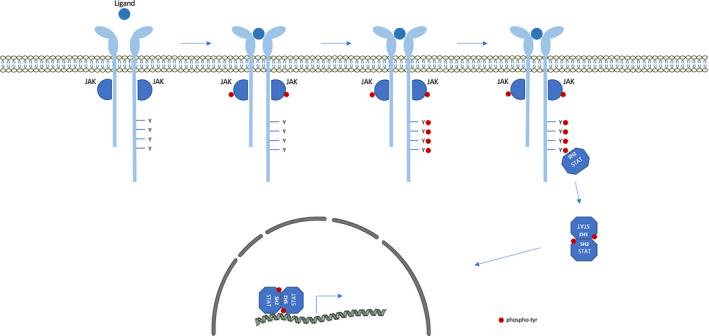 Ligand
JAK JAK JAK JAK JAK JAK JAK JAK
Y Y Y Y
Y Y Y Y
Y Y Y Y
Y Y Y Y
SH2
STAT
STAT
SH2
SH2
STAT
STAT SH2 SH2 STAT
phospho-tyr